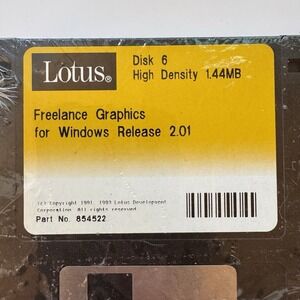 Lotus®
Disk 6
High Density 1.44MB
Freelance Graphics
for Windows Release 2.01
(c) Copyright 1991, 1993 Lotus Development
Corporation. All rights reserved.
Part No. 854522